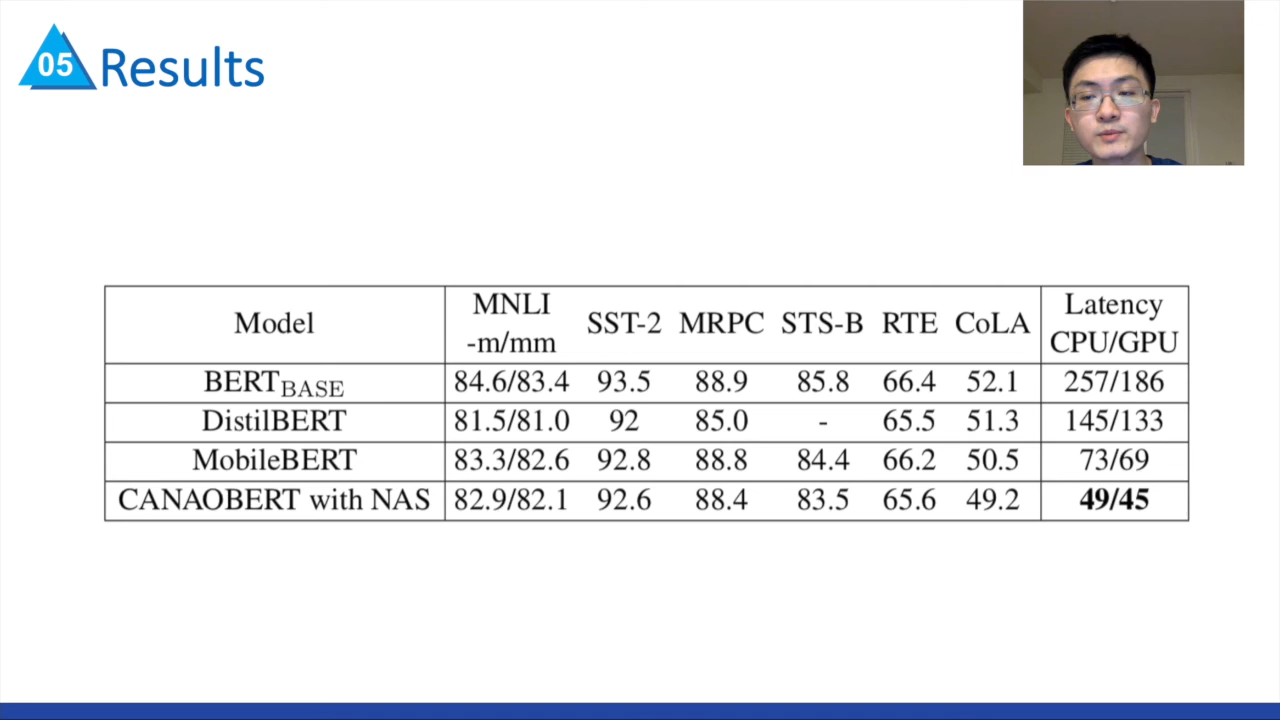 05 Results
Model MNLI -m/mm SST-2 MRPC STS-B RTE CoLA Latency CPU/GPU
BERT_BASE 84.6/83.4 93.5 88.9 85.8 66.4 52.1 257/186
DistilBERT 81.5/81.0 92 85.0 - 65.5 51.3 145/133
MobileBERT 83.3/82.6 92.8 88.8 84.4 66.2 50.5 73/69
CANAOBERT with NAS 82.9/82.1 92.6 88.4 83.5 65.6 49.2 49/45